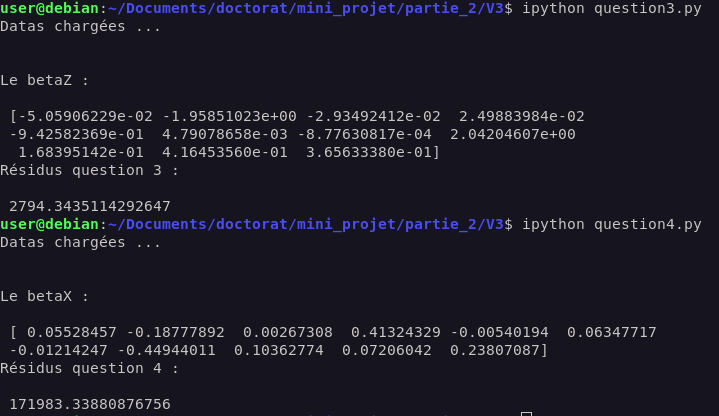 user@debian:~/Documents/doctorat/mini_projet/partie_2/V3$ ipython question3.py
Datas chargées ...
Le betaZ :
[-5.05906229e-02 -1.95851023e+00 -2.93492412e-02  2.49883984e-02
-9.42582369e-01  4.79078658e-03 -8.77630817e-04  2.04204607e+00
1.68395142e-01  4.16453560e-01  3.65633380e-01]
Résidus question 3 :
2794.3435114292647
user@debian:~/Documents/doctorat/mini_projet/partie_2/V3$ ipython question4.py
Datas chargées ...
Le betaX :
[ 0.05528457 -0.18777892  0.00267308  0.41324329 -0.00540194  0.06347717
-0.01214247 -0.44944011  0.10362774  0.07206042  0.23807087]
Résidus question 4 :
171983.33880876756